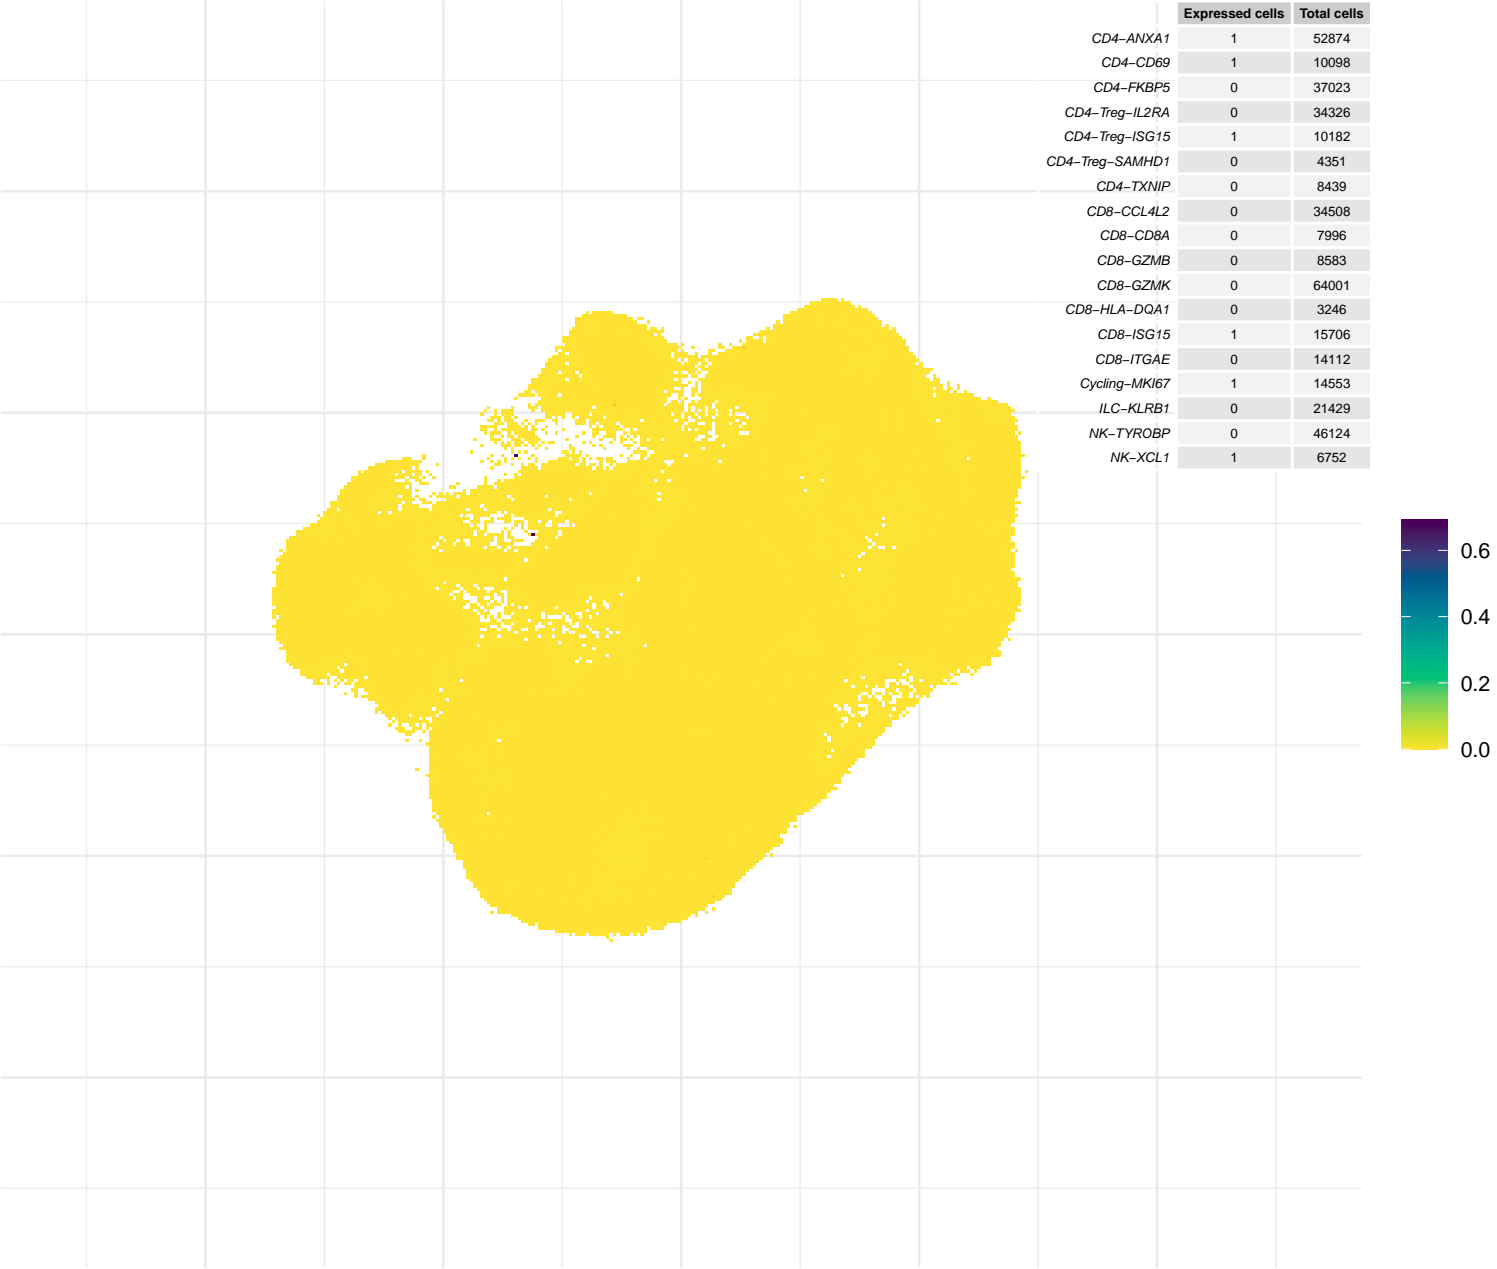 Expressed cells Total cells
CD4−ANXA1 1 52874
CD4−CD69 1 10098
CD4−FKBP5 0 37023
CD4−Treg−IL2RA 0 34326
CD4−Treg−ISG15 1 10182
CD4−Treg−SAMHD1 0 4351
CD4−TXNIP 0 8439
CD8−CCL4L2 0 34508
CD8−CD8A 0 7996
CD8−GZMB 0 8583
CD8−GZMK 0 64001
CD8−HLA−DQA1 0 3246
CD8−ISG15 1 15706
CD8−ITGAE 0 14112
Cycling−MKI67 1 14553
ILC−KLRB1 0 21429
NK−TYROBP 0 46124
NK−XCL1 1 6752
0.6
0.4
0.2
0.0